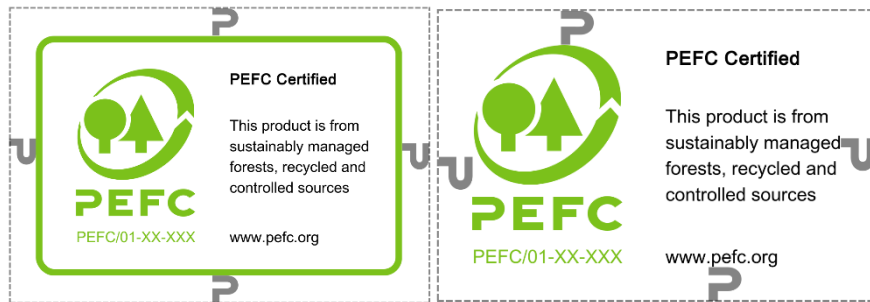 P
PEFC Certified
This product is from
sustainably managed
forests, recycled and
controlled sources
PEFC
PEFC/01-XX-XXX
www.pefc.org
P
P
P
P
PEFC Certified
This product is from
sustainably managed
forests, recycled and
controlled sources
PEFC
PEFC/01-XX-XXX
www.pefc.org
P
P
P